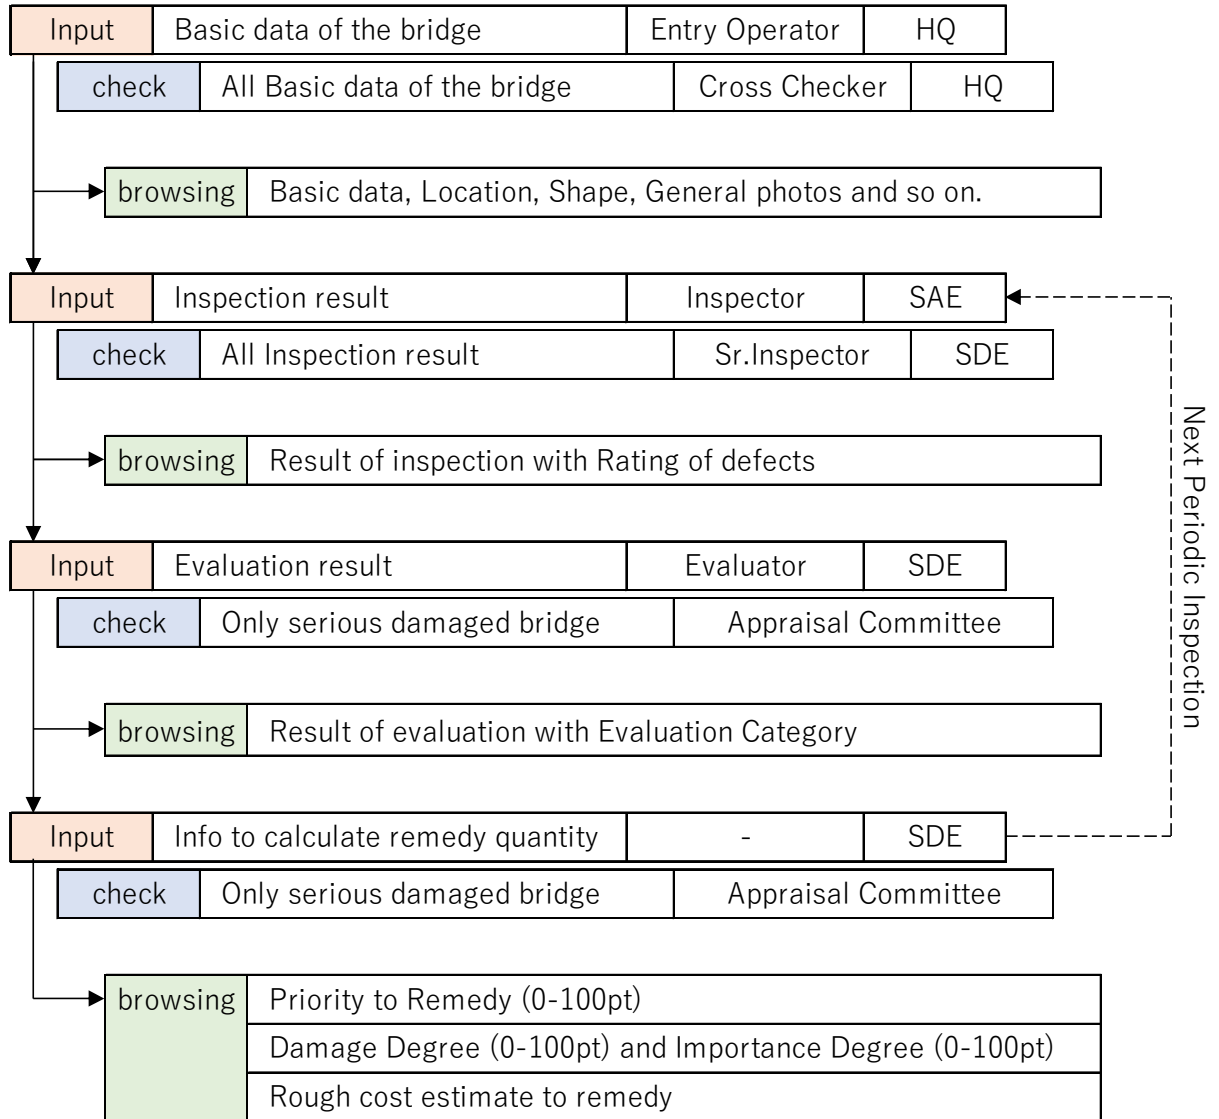 Input Basic data of the bridge Entry Operator HQ
check All Basic data of the bridge Cross Checker HQ
browsing Basic data, Location, Shape, General photos and so on.
Input Inspection result Inspector SAE
check All Inspection result Sr.Inspector SDE
browsing Result of inspection with Rating of defects
Input Evaluation result Evaluator SDE
check Only serious damaged bridge Appraisal Committee
browsing Result of evaluation with Evaluation Category
Input Info to calculate remedy quantity - SDE
check Only serious damaged bridge Appraisal Committee
browsing Priority to Remedy (0-100pt)
Damage Degree (0-100pt) and Importance Degree (0-100pt)
Rough cost estimate to remedy
Next Periodic Inspection